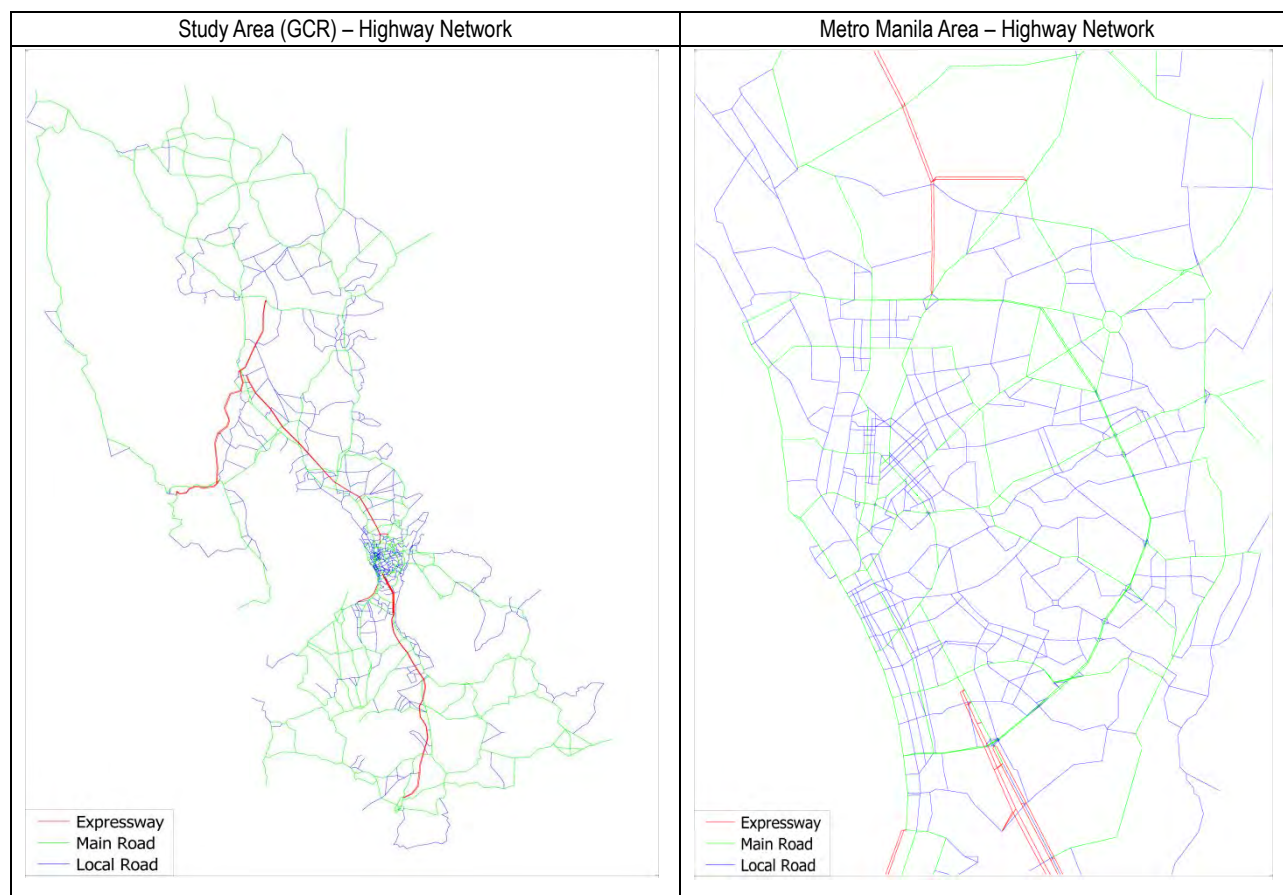 Study Area (GCR) – Highway Network
Metro Manila Area – Highway Network
Expressway
Main Road
Local Road
Expressway
Main Road
Local Road